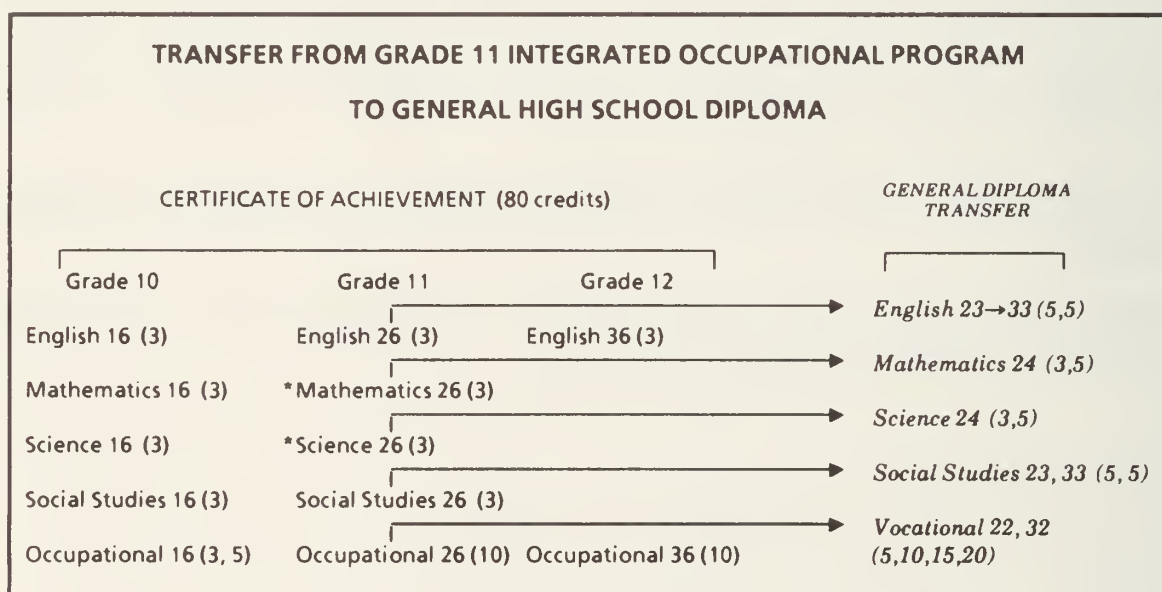 TRANSFER FROM GRADE 11 INTEGRATED OCCUPATIONAL PROGRAM
TO GENERAL HIGH SCHOOL DIPLOMA
CERTIFICATE OF ACHIEVEMENT (80 credits)
GENERAL DIPLOMA
TRANSFER
Grade 10 Grade 11 Grade 12
English 23→33 (5,5)
English 16 (3) English 26 (3) English 36 (3)
Mathematics 24 (3,5)
Mathematics 16 (3) *Mathematics 26 (3)
Science 24 (3,5)
Science 16 (3) *Science 26 (3)
Social Studies 23, 33 (5, 5)
Social Studies 16 (3) Social Studies 26 (3)
Vocational 22, 32
Occupational 16 (3, 5) Occupational 26 (10) Occupational 36 (10) (5,10,15,20)